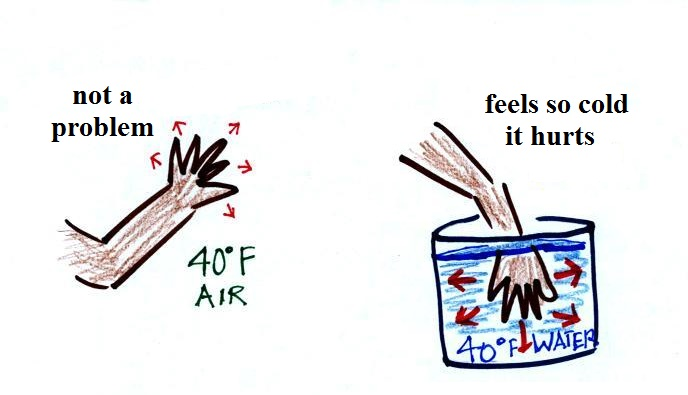 not a
problem
40°F
AIR
feels so cold
it hurts
40°F WATER